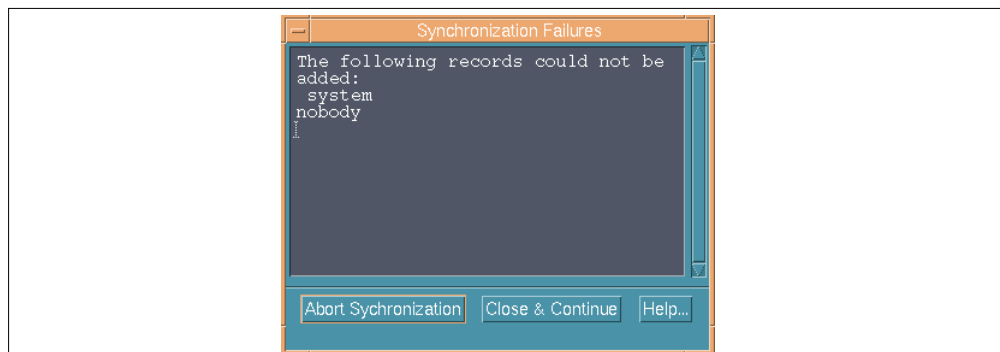 Synchronization Failures
The following records could not be
added:
system
nobody
Abort Sychronization
Close & Continue
Help...